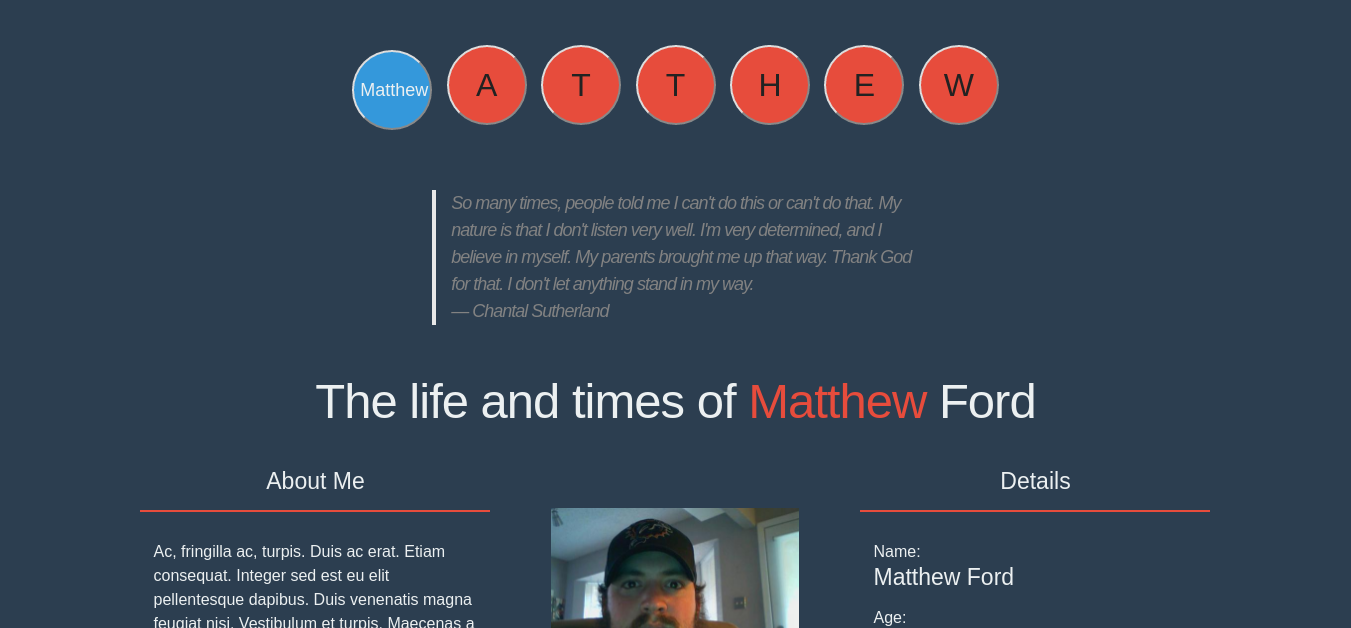 Matthew A T T H E W
So many times, people told me I can't do this or can't do that. My
nature is that I don't listen very well. I'm very determined, and I
believe in myself. My parents brought me up that way. Thank God
for that. I don't let anything stand in my way.
— Chantal Sutherland
The life and times of Matthew Ford
About Me
Ac, fringilla ac, turpis. Duis ac erat. Etiam
consequat. Integer sed est eu elit
pellentesque dapibus. Duis venenatis magna
feugiat nisi. Vestibulum et turpis. Maecenas a
Details
Name:
Matthew Ford
Age: